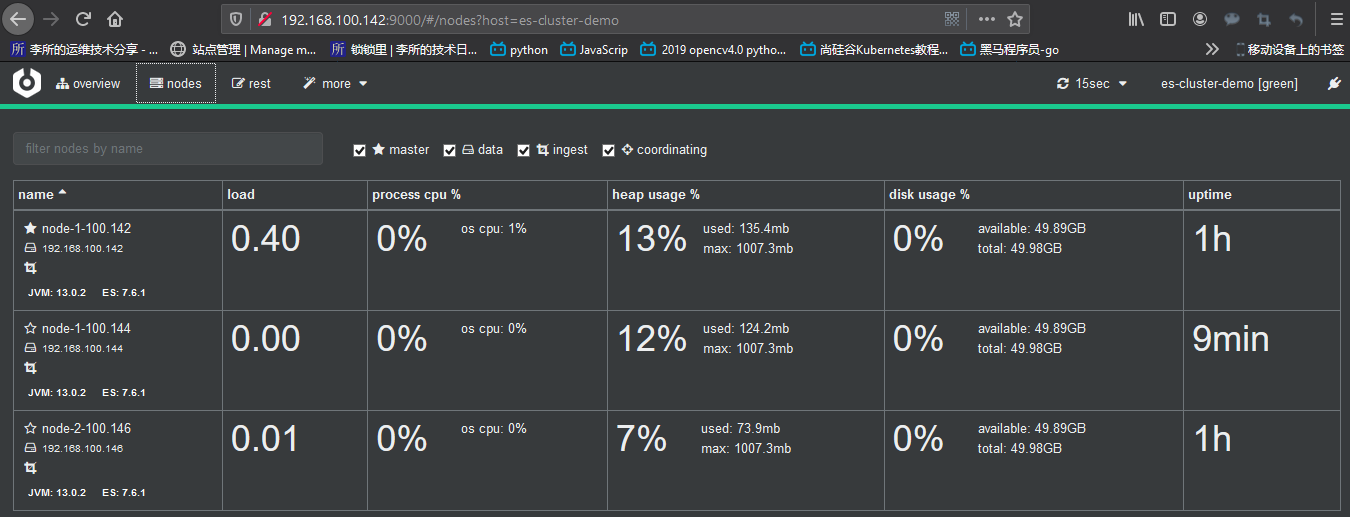 192.168.100.142:9000/#/nodes?host=es-cluster-demo
所 李所的运维技术分享 - ... 站点管理 | Manage m... 所 锁锁里 | 李所的技术日... python JavaScrip 2019 opencv4.0 pytho... 尚硅谷Kubernetes教程... 黑马程序员-go 移动设备上的书签
overview nodes rest more 15sec es-cluster-demo [green]
filter nodes by name master data ingest coordinating
name load process cpu % heap usage % disk usage % uptime
node-1-100.142 0.40 0% os cpu: 1% 13% used: 135.4mb 0% available: 49.89GB 1h
192.168.100.142 max: 1007.3mb total: 49.98GB
JVM: 13.0.2 ES: 7.6.1
node-1-100.144 0.00 0% os cpu: 0% 12% used: 124.2mb 0% available: 49.89GB 9min
192.168.100.144 max: 1007.3mb total: 49.98GB
JVM: 13.0.2 ES: 7.6.1
node-2-100.146 0.01 0% os cpu: 0% 7% used: 73.9mb 0% available: 49.89GB 1h
192.168.100.146 max: 1007.3mb total: 49.98GB
JVM: 13.0.2 ES: 7.6.1